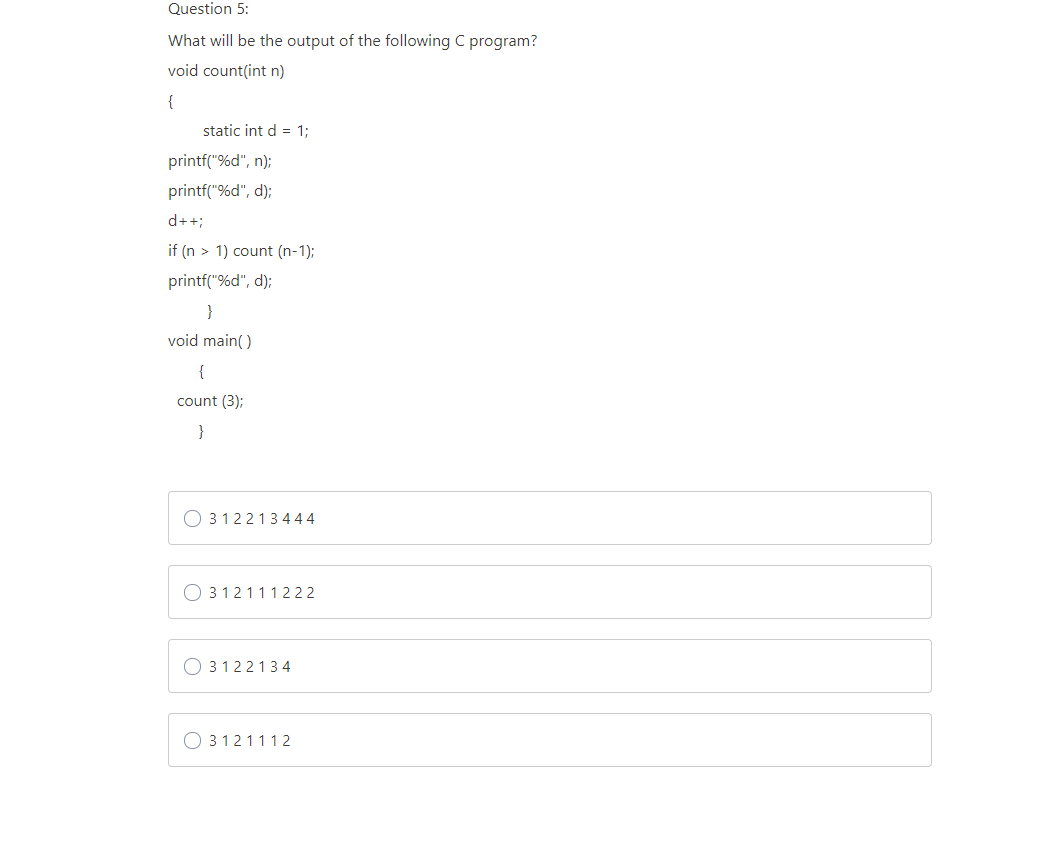 Question 5:
What will be the output of the following C program?
void count(int n)
{
static int d = 1;
printf("%d", n);
printf("%d", d);
d++;
if (n > 1) count (n-1);
printf("%d", d);
}
void main( )
{
count (3);
}
3 1 2 2 1 3 4 4 4
3 1 2 1 1 1 2 2 2
3 1 2 2 1 3 4
3 1 2 1 1 1 2